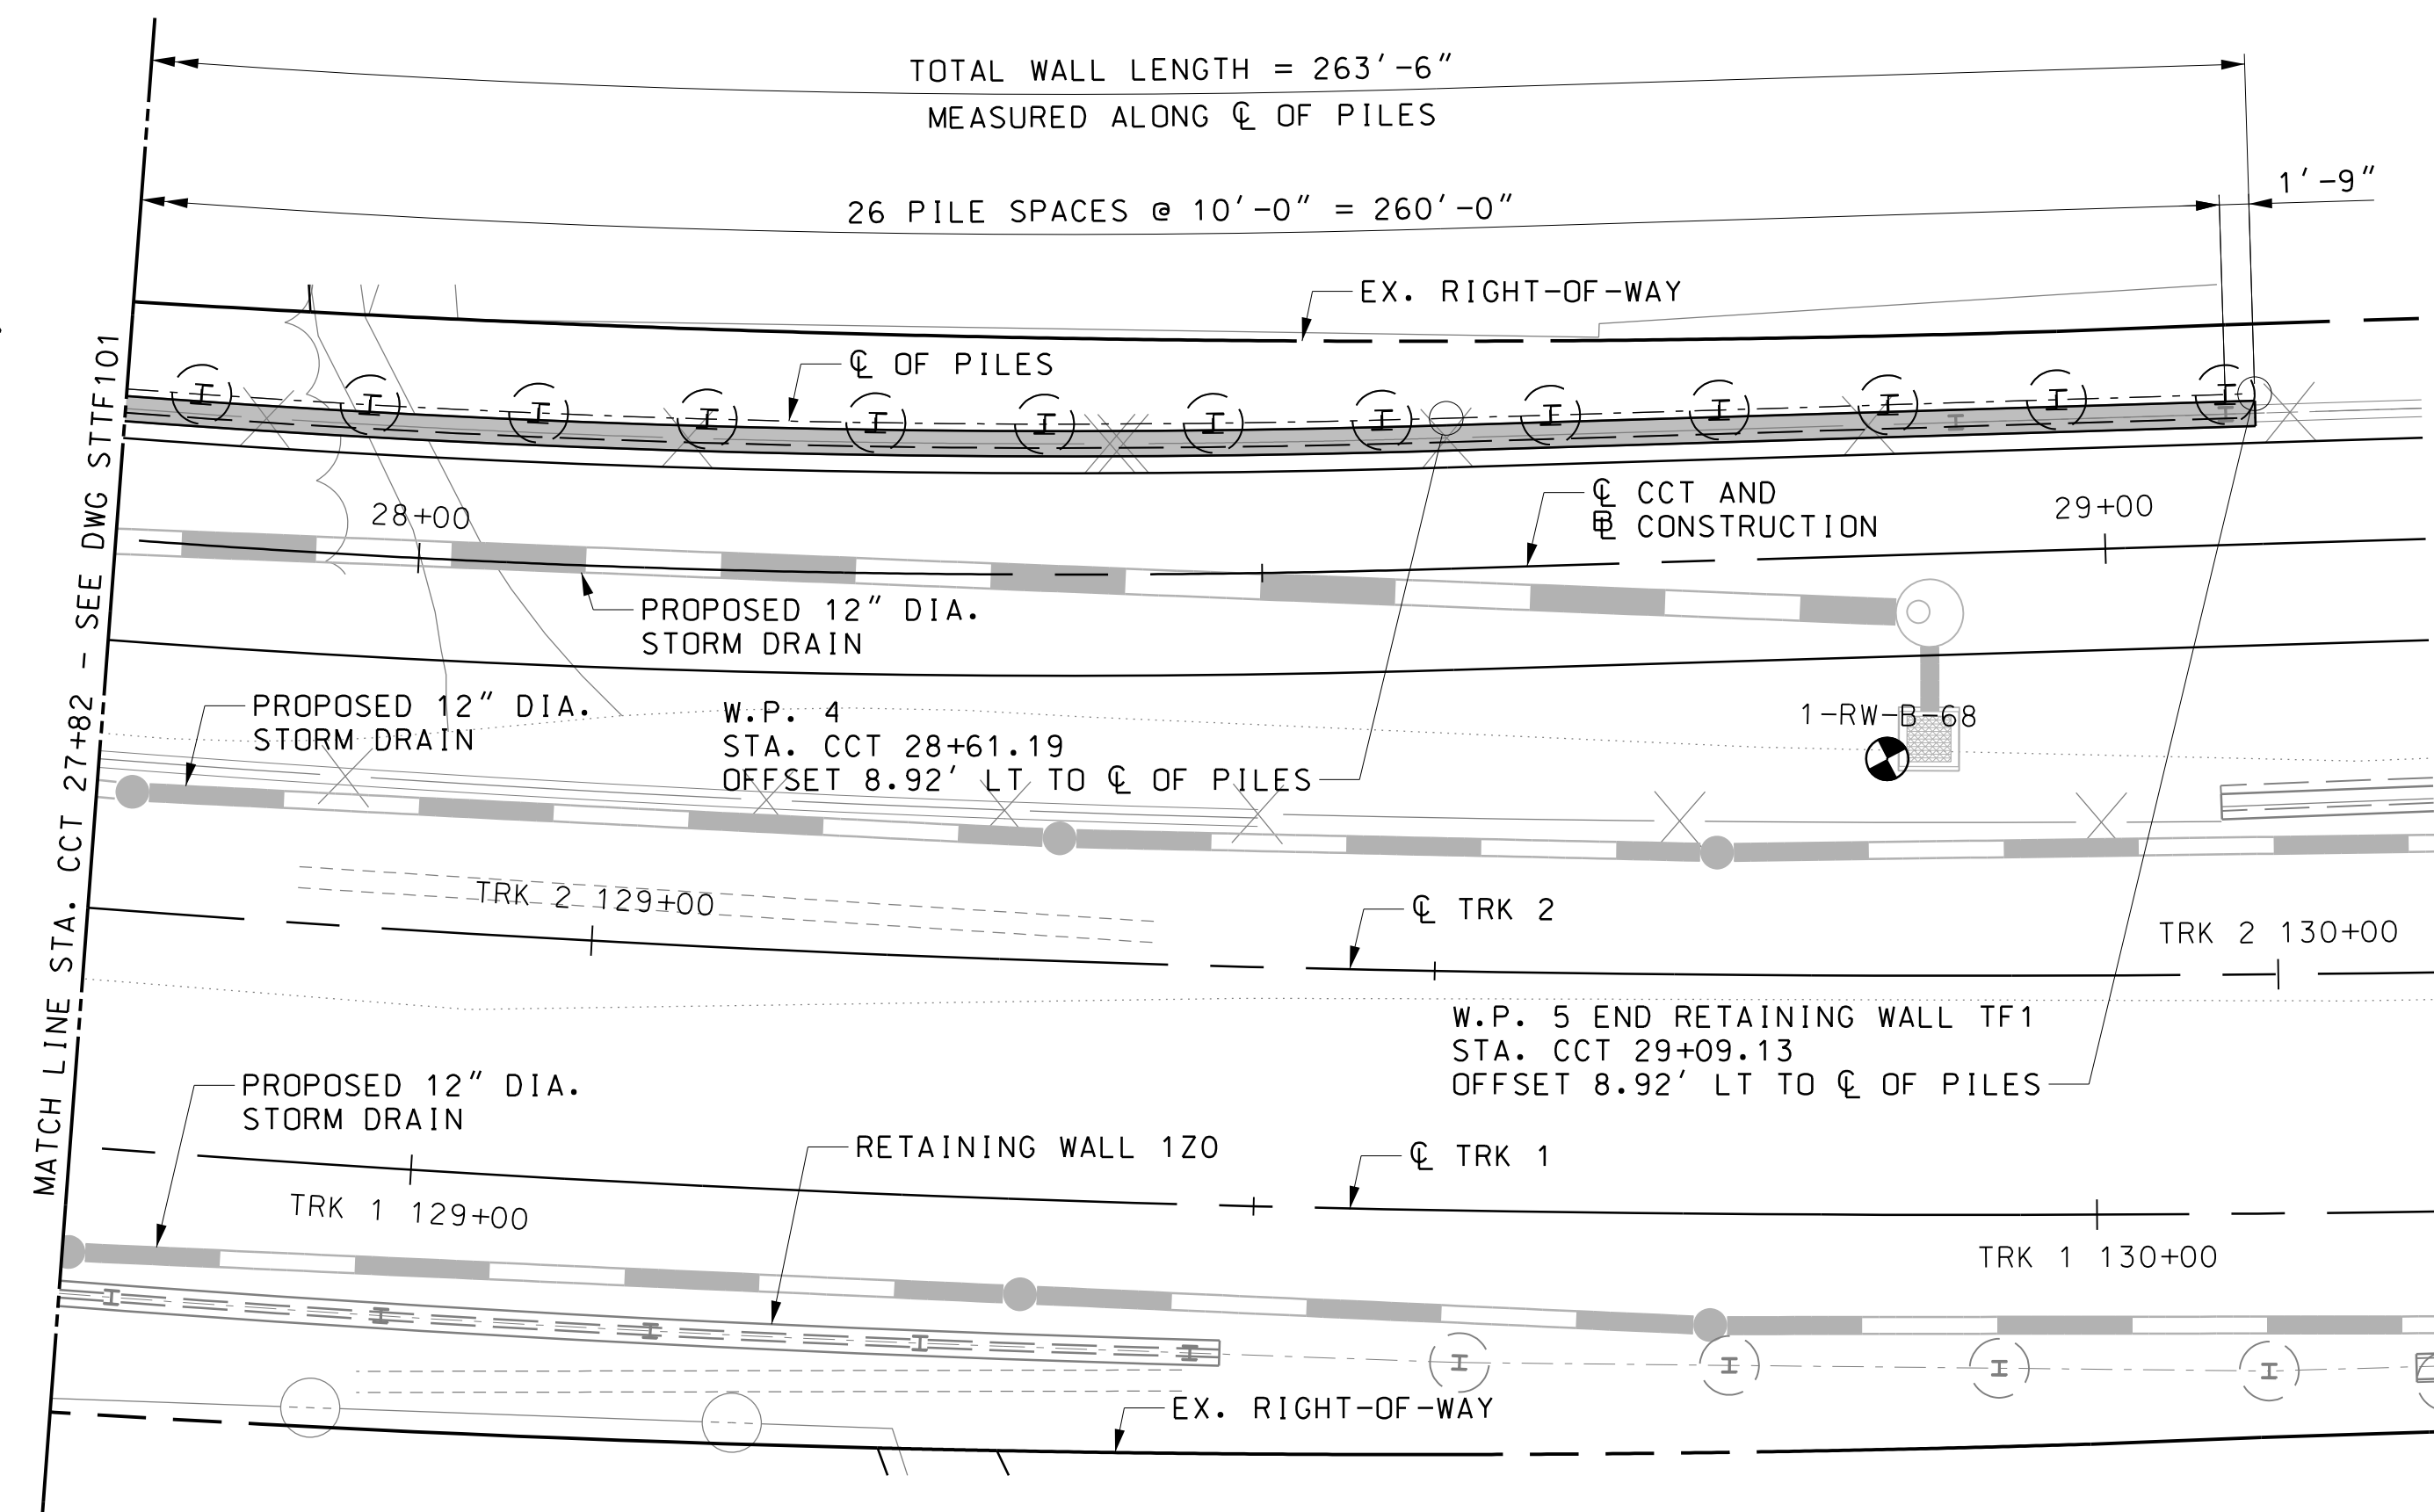 TOTAL WALL LENGTH = 263'-6"
MEASURED ALONG ℄ OF PILES
1'-9"
26 PILE SPACES @ 10'-0" = 260'-0"
EX. RIGHT-OF-WAY
℄ OF PILES
MATCH LINE STA. CCT 27+82 - SEE DWG STTF101
28+00
℄ CCT AND
BL CONSTRUCTION
29+00
PROPOSED 12" DIA.
STORM DRAIN
PROPOSED 12" DIA.
STORM DRAIN
W.P. 4
STA. CCT 28+61.19
OFFSET 8.92' LT TO ℄ OF PILES
1-RW-B-68
TRK 2 129+00
℄ TRK 2
TRK 2 130+00
W.P. 5 END RETAINING WALL TF1
STA. CCT 29+09.13
OFFSET 8.92' LT TO ℄ OF PILES
PROPOSED 12" DIA.
STORM DRAIN
RETAINING WALL 1Z0
℄ TRK 1
TRK 1 129+00
TRK 1 130+00
EX. RIGHT-OF-WAY